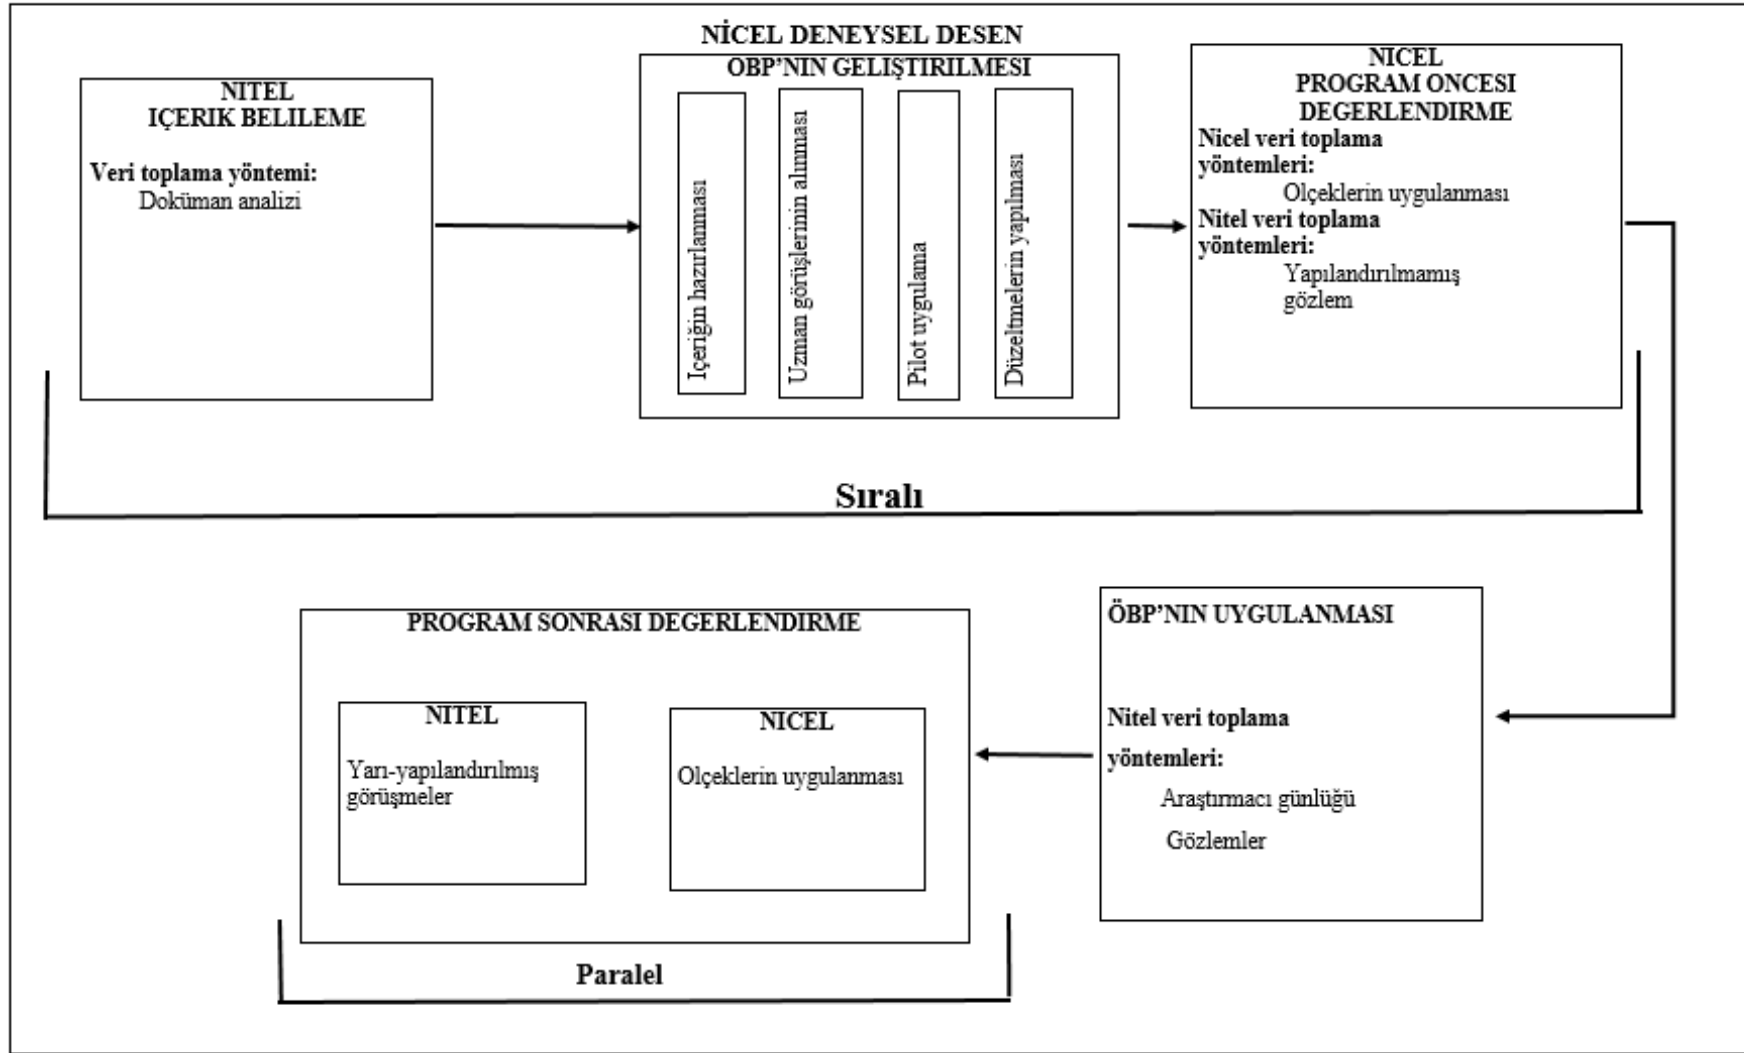 NİCEL DENEYSEL DESEN
NITEL
IÇERIK BELILEME
Veri toplama yöntemi:
Doküman analizi
OBP'NIN GELIŞTIRILMESI
Içeriğin hazırlanması
Uzman görüşlerinin alınması
Pilot uygulama
Düzeltmelerin yapılması
NICEL
PROGRAM ONCESI
DEGERLENDIRME
Nicel veri toplama
yöntemleri:
Olçeklerin uygulanması
Nitel veri toplama
yöntemleri:
Yapılandırılmamış
gözlem
Sıralı
ÖBP'NIN UYGULANMASI
Nitel veri toplama
yöntemleri:
Araştırmacı günlüğü
Gözlemler
PROGRAM SONRASI DEGERLENDIRME
NITEL
Yarı-yapılandırılmış
görüşmeler
NICEL
Olçeklerin uygulanması
Paralel